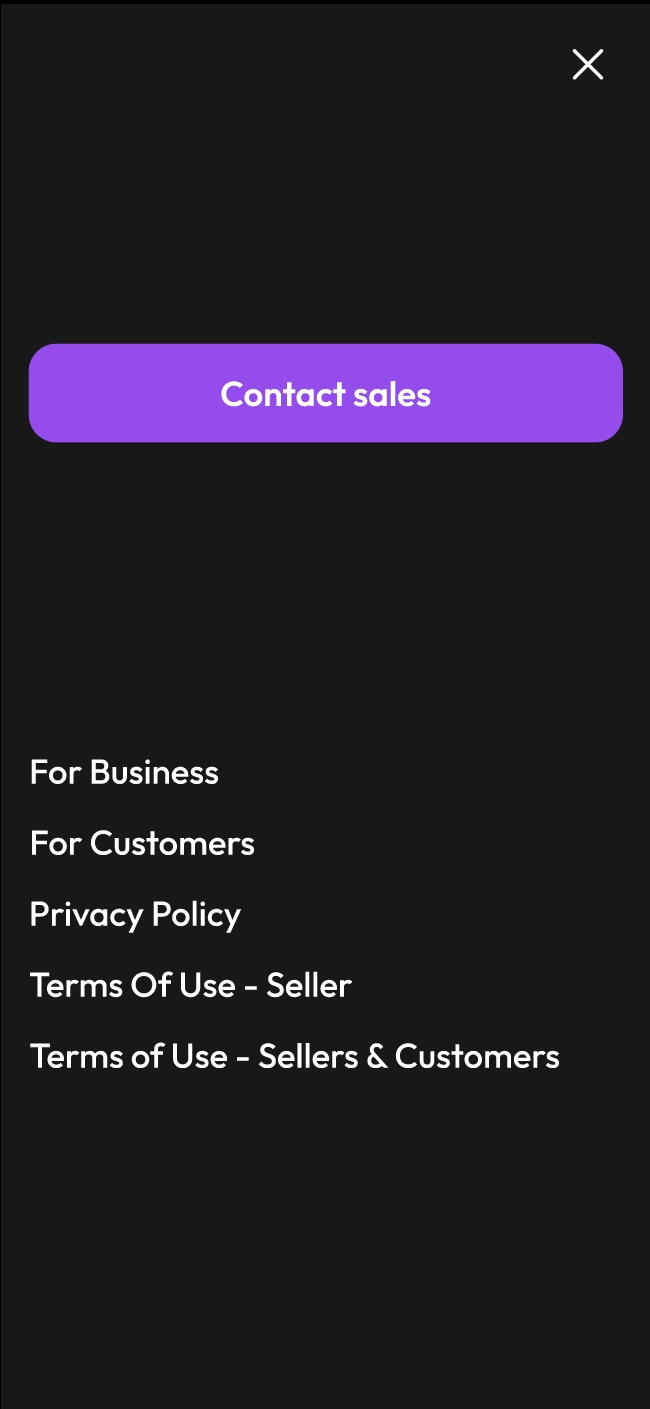 Contact sales
For Business
For Customers
Privacy Policy
Terms Of Use - Seller
Terms of Use - Sellers & Customers